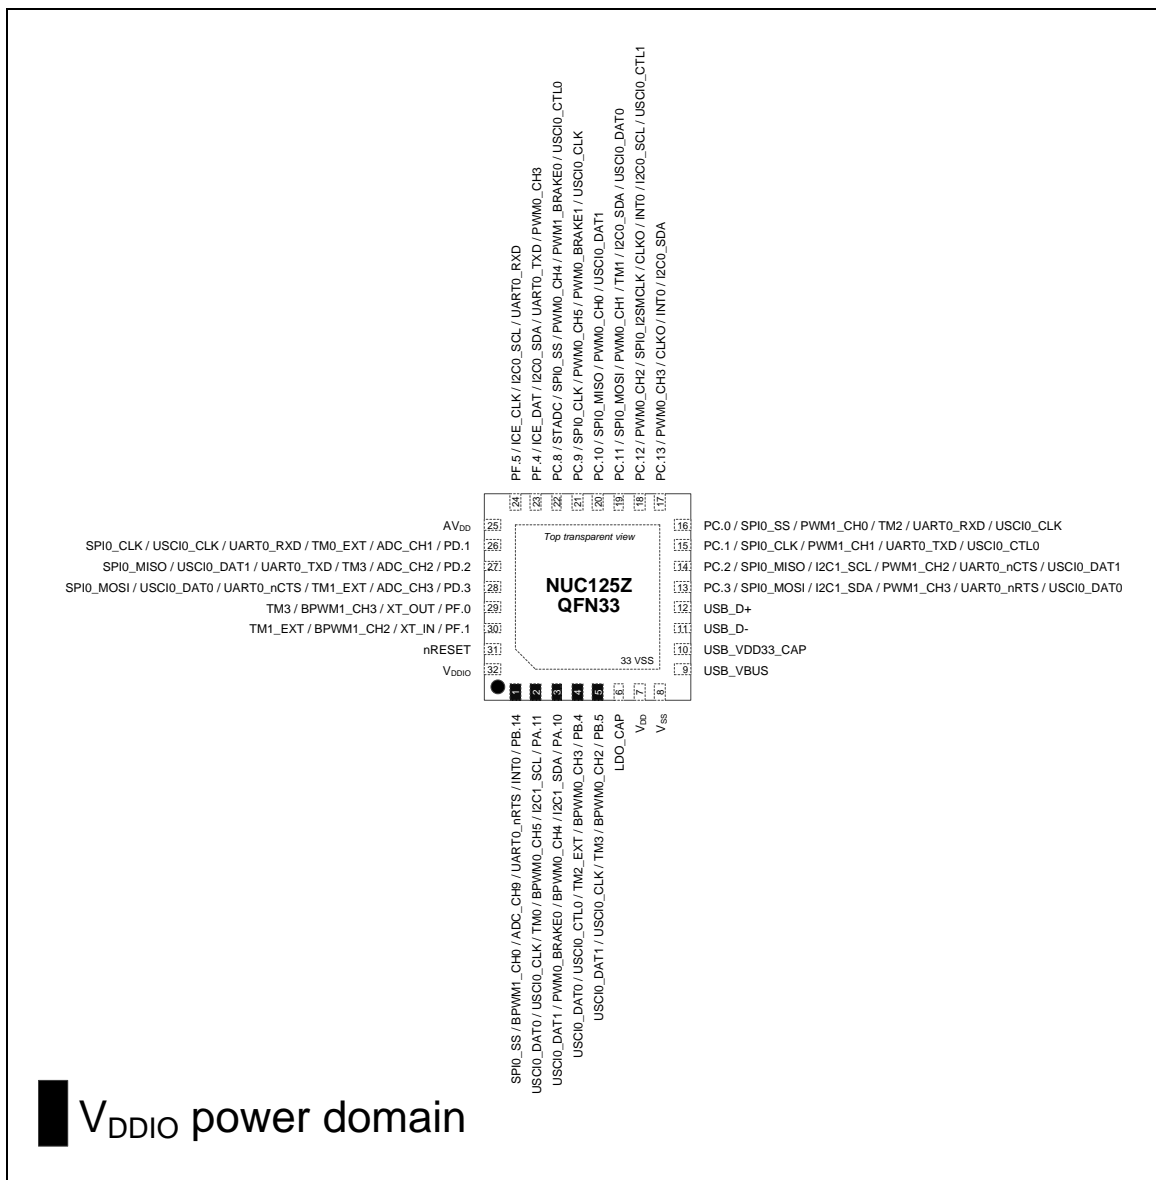 PF.5 / ICE_CLK / I2C0_SCL / UART0_RXD
PF.4 / ICE_DAT / I2C0_SDA / UART0_TXD / PWM0_CH3
PC.8 / STADC / SPI0_SS / PWM0_CH4 / PWM1_BRAKE0 / USCI0_CTL0
PC.9 / SPI0_CLK / PWM0_CH5 / PWM0_BRAKE1 / USCI0_CLK
PC.10 / SPI0_MISO / PWM0_CH0 / USCI0_DAT1
PC.11 / SPI0_MOSI / PWM0_CH1 / TM1 / I2C0_SDA / USCI0_DAT0
PC.12 / PWM0_CH2 / SPI0_I2SMCLK / CLKO / INT0 / I2C0_SCL / USCI0_CTL1
PC.13 / PWM0_CH3 / CLKO / INT0 / I2C0_SDA
24 23 22 21 20 19 18 17
AVDD 25
SPI0_CLK / USCI0_CLK / UART0_RXD / TM0_EXT / ADC_CH1 / PD.1 26
SPI0_MISO / USCI0_DAT1 / UART0_TXD / TM3 / ADC_CH2 / PD.2 27
SPI0_MOSI / USCI0_DAT0 / UART0_nCTS / TM1_EXT / ADC_CH3 / PD.3 28
TM3 / BPWM1_CH3 / XT_OUT / PF.0 29
TM1_EXT / BPWM1_CH2 / XT_IN / PF.1 30
nRESET 31
VDDIO 32
Top transparent view
NUC125Z
QFN33
33 VSS
16 PC.0 / SPI0_SS / PWM1_CH0 / TM2 / UART0_RXD / USCI0_CLK
15 PC.1 / SPI0_CLK / PWM1_CH1 / UART0_TXD / USCI0_CTL0
14 PC.2 / SPI0_MISO / I2C1_SCL / PWM1_CH2 / UART0_nCTS / USCI0_DAT1
13 PC.3 / SPI0_MOSI / I2C1_SDA / PWM1_CH3 / UART0_nRTS / USCI0_DAT0
12 USB_D+
11 USB_D-
10 USB_VDD33_CAP
9 USB_VBUS
1 2 3 4 5 6 7 8
SPI0_SS / BPWM1_CH0 / ADC_CH9 / UART0_nRTS / INT0 / PB.14
USCI0_DAT0 / USCI0_CLK / TM0 / BPWM0_CH5 / I2C1_SCL / PA.11
USCI0_DAT1 / PWM0_BRAKE0 / BPWM0_CH4 / I2C1_SDA / PA.10
USCI0_DAT0 / USCI0_CTL0 / TM2_EXT / BPWM0_CH3 / PB.4
USCI0_DAT1 / USCI0_CLK / TM3 / BPWM0_CH2 / PB.5
LDO_CAP
VDD
VSS
VDDIO power domain